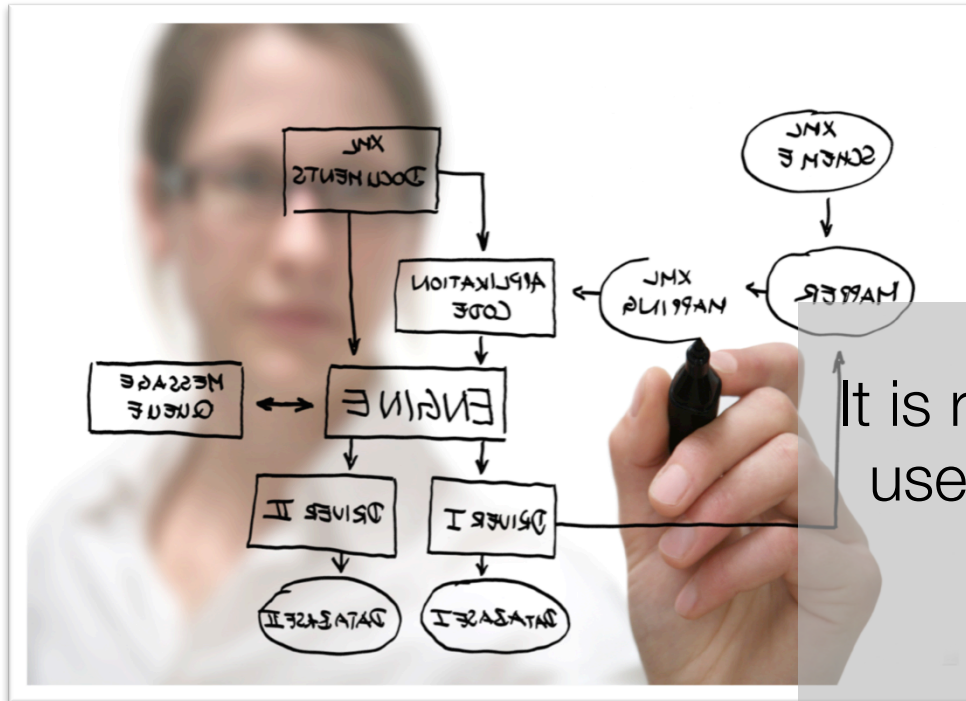 XML
DOCUMENTS
XML
SCHEME
APPLIKATION
CODE
XML
MAPPING
MAPPER
MESSAGE
QUEUE
ENGINE
It is
use
DRIVER II
DRIVER I
DATABASE II
DATABASE I